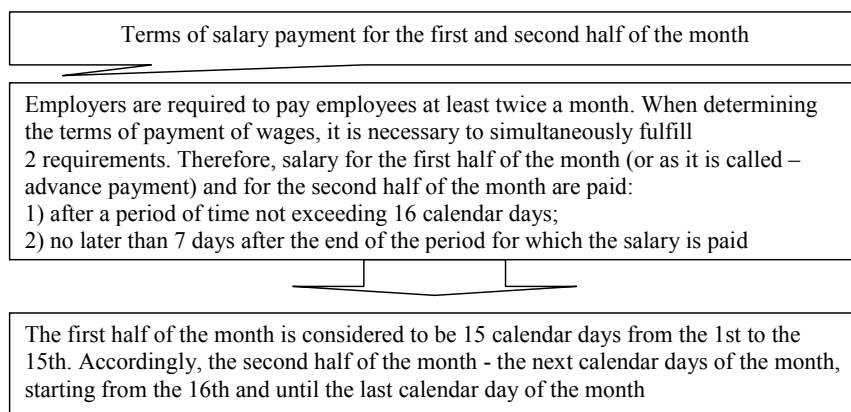 Terms of salary payment for the first and second half of the month
Employers are required to pay employees at least twice a month. When determining
the terms of payment of wages, it is necessary to simultaneously fulfill
2 requirements. Therefore, salary for the first half of the month (or as it is called –
advance payment) and for the second half of the month are paid:
1) after a period of time not exceeding 16 calendar days;
2) no later than 7 days after the end of the period for which the salary is paid
The first half of the month is considered to be 15 calendar days from the 1st to the
15th. Accordingly, the second half of the month - the next calendar days of the month,
starting from the 16th and until the last calendar day of the month